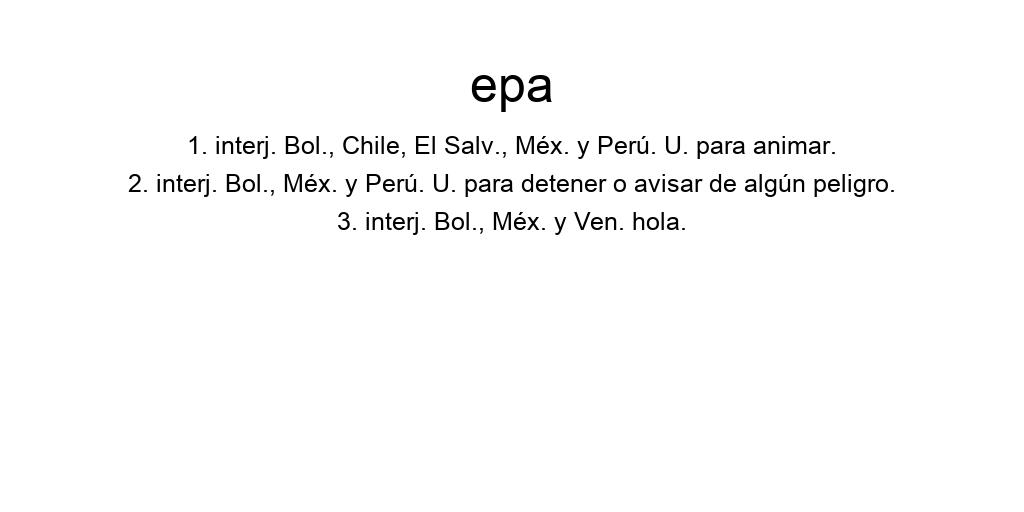 epa
1. interj. Bol., Chile, El Salv., Méx. y Perú. U. para animar.
2. interj. Bol., Méx. y Perú. U. para detener o avisar de algún peligro.
3. interj. Bol., Méx. y Ven. hola.